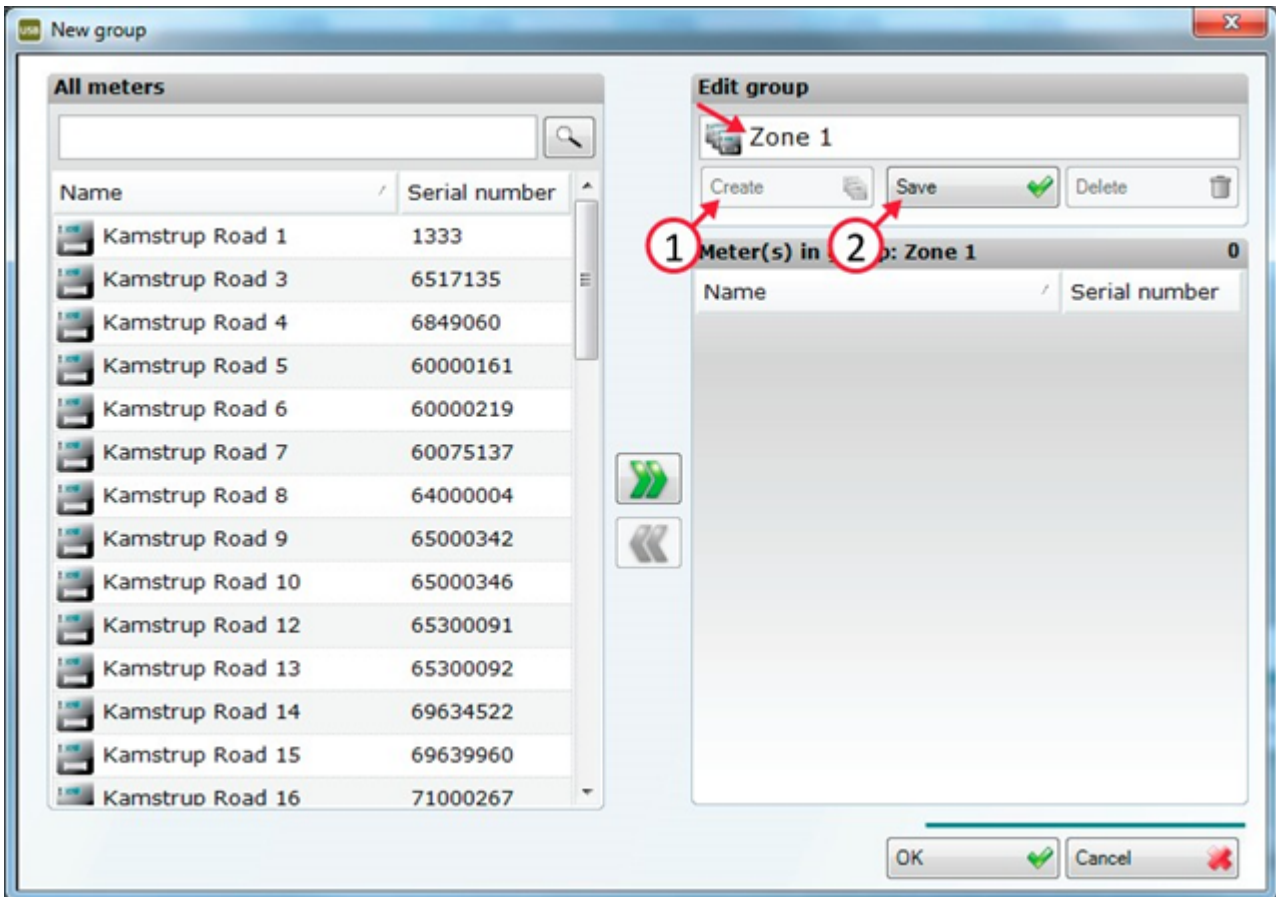 USB New group
All meters
Name Serial number
Kamstrup Road 1 1333
Kamstrup Road 3 6517135
Kamstrup Road 4 6849060
Kamstrup Road 5 60000161
Kamstrup Road 6 60000219
Kamstrup Road 7 60075137
Kamstrup Road 8 64000004
Kamstrup Road 9 65000342
Kamstrup Road 10 65000346
Kamstrup Road 12 65300091
Kamstrup Road 13 65300092
Kamstrup Road 14 69634522
Kamstrup Road 15 69639960
Kamstrup Road 16 71000267
Edit group
Zone 1
Create Save Delete
1 2
Meter(s) in p: Zone 1 0
Name Serial number
OK Cancel